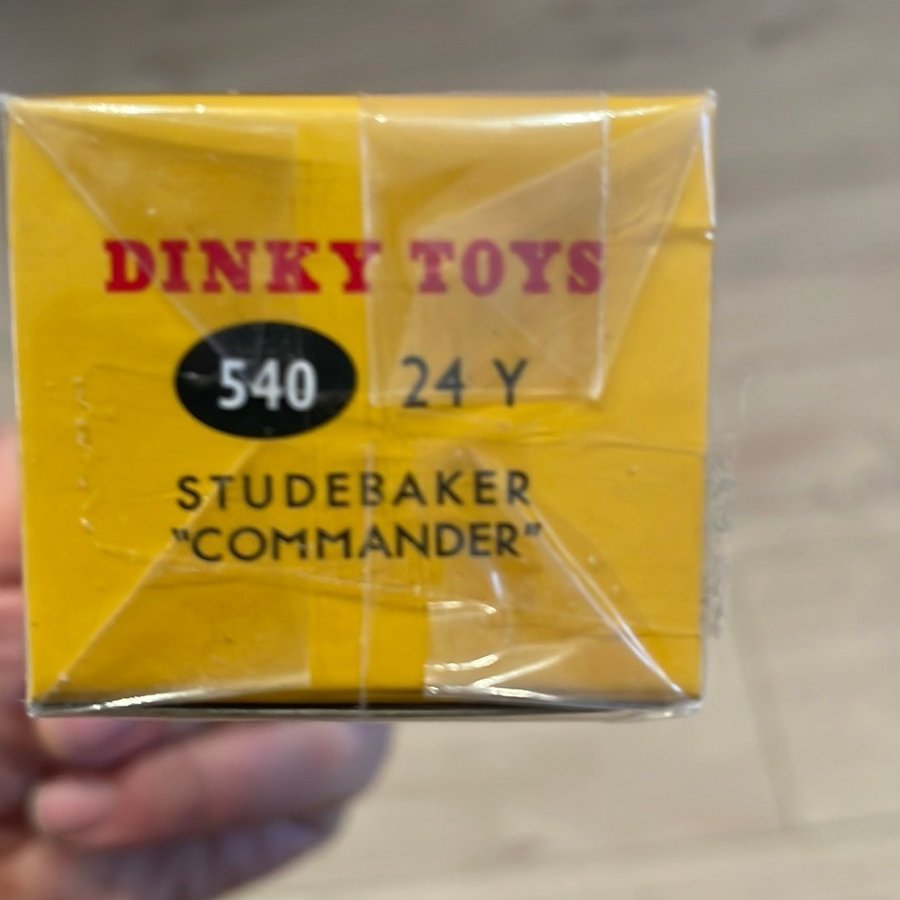 DINKY TOYS
540 24 Y
STUDEBAKER
"COMMANDER"